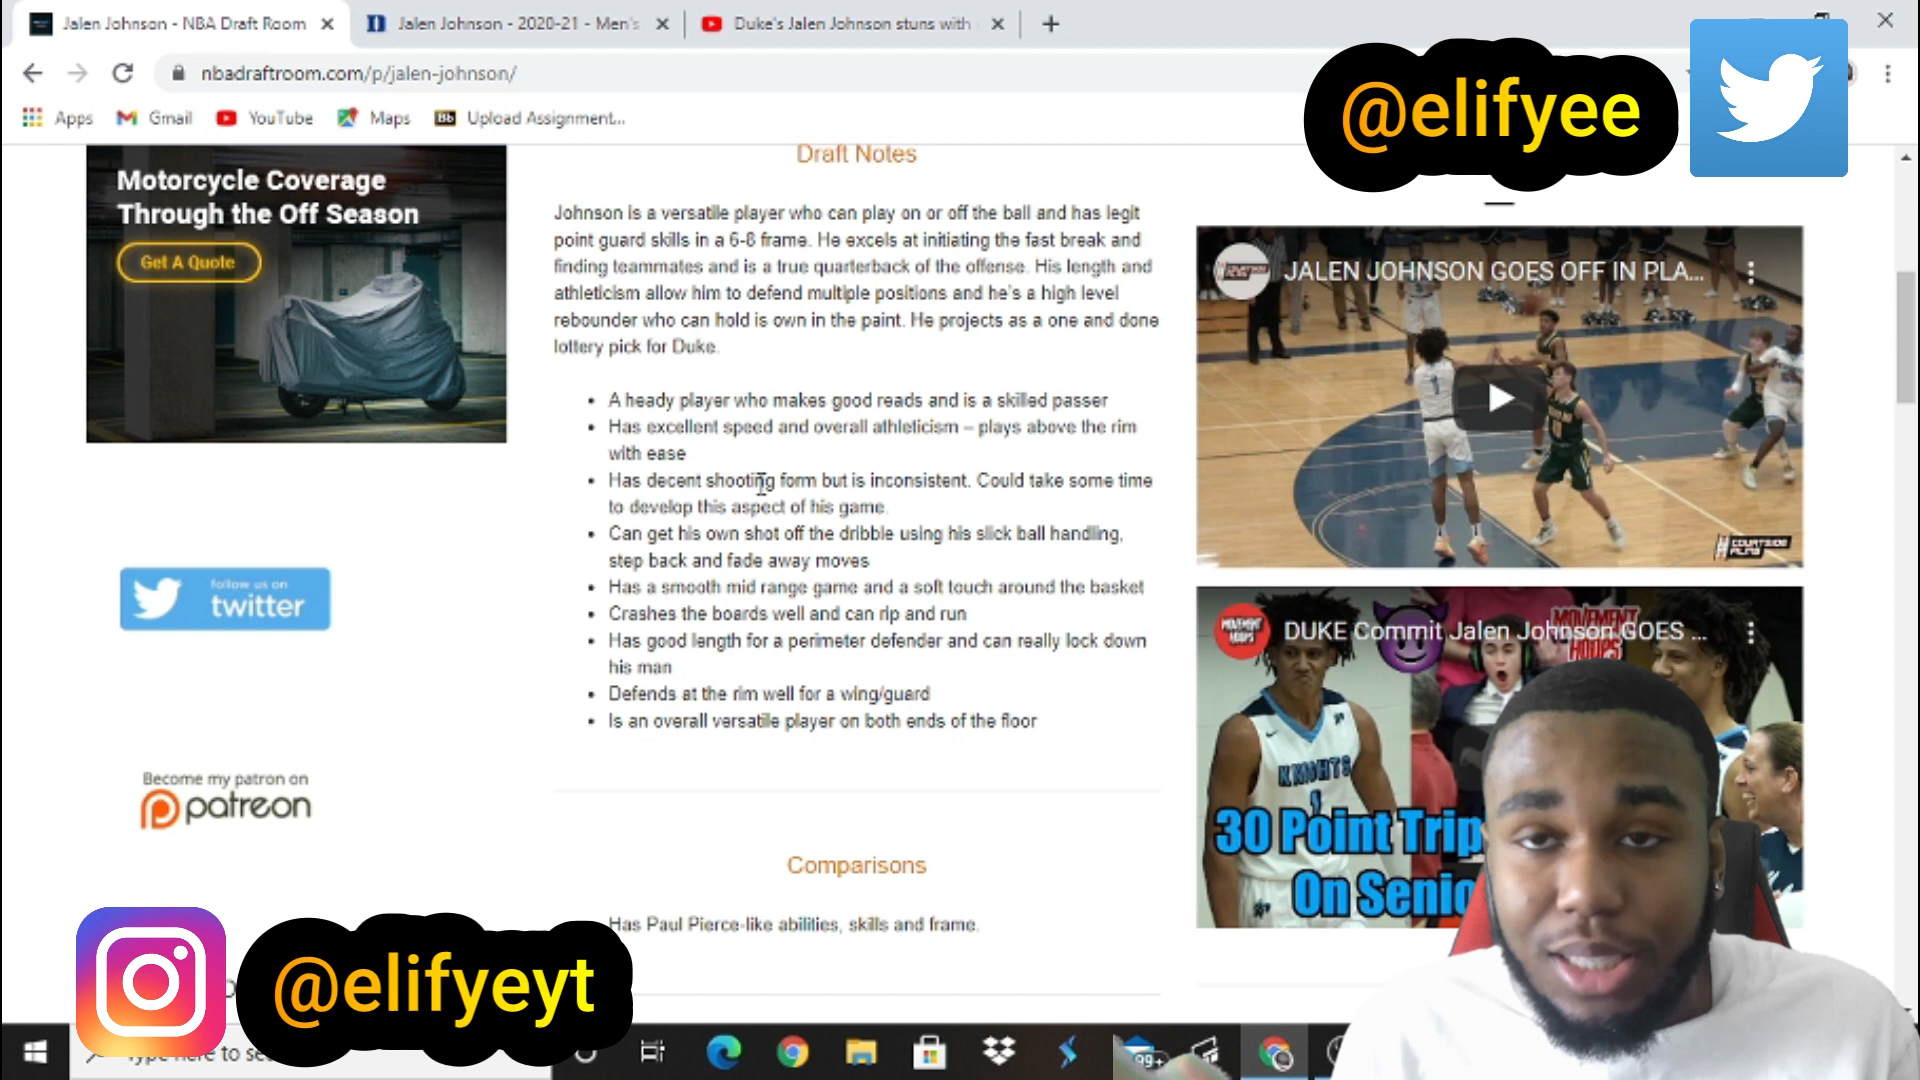 Jalen Johnson - NBA Draft Room
Jalen Johnson - 2020-21 - Men's
Duke's Jalen Johnson stuns with
nbadraftroom.com/p/jalen-johnson/
Apps
Gmail
YouTube
Maps
Bb
Upload Assignment...
@elifyee
Motorcycle Coverage
Through the Off Season
Get A Quote
follow us on
twitter
Become my patron on
patreon
Draft Notes
Johnson is a versatile player who can play on or off the ball and has legit
point guard skills in a 6-8 frame. He excels at initiating the fast break and
finding teammates and is a true quarterback of the offense. His length and
athleticism allow him to defend multiple positions and he's a high level
rebounder who can hold is own in the paint. He projects as a one and done
lottery pick for Duke.
• A heady player who makes good reads and is a skilled passer
• Has excellent speed and overall athleticism – plays above the rim
with ease
• Has decent shooting form but is inconsistent. Could take some time
to develop this aspect of his game.
• Can get his own shot off the dribble using his slick ball handling,
step back and fade away moves
• Has a smooth mid range game and a soft touch around the basket
• Crashes the boards well and can rip and run
• Has good length for a perimeter defender and can really lock down
his man
• Defends at the rim well for a wing/guard
• Is an overall versatile player on both ends of the floor
Comparisons
Has Paul Pierce-like abilities, skills and frame.
JALEN JOHNSON GOES OFF IN PLA...
1
COURTSIDE
FILMS
MOVEMENT
HOOPS
DUKE Commit Jalen Johnson GOES ...
MOVEMENT
HOOPS
KNIGHTS
30 Point Trip
On Senio
@elifyeyt
Type here to se
99+